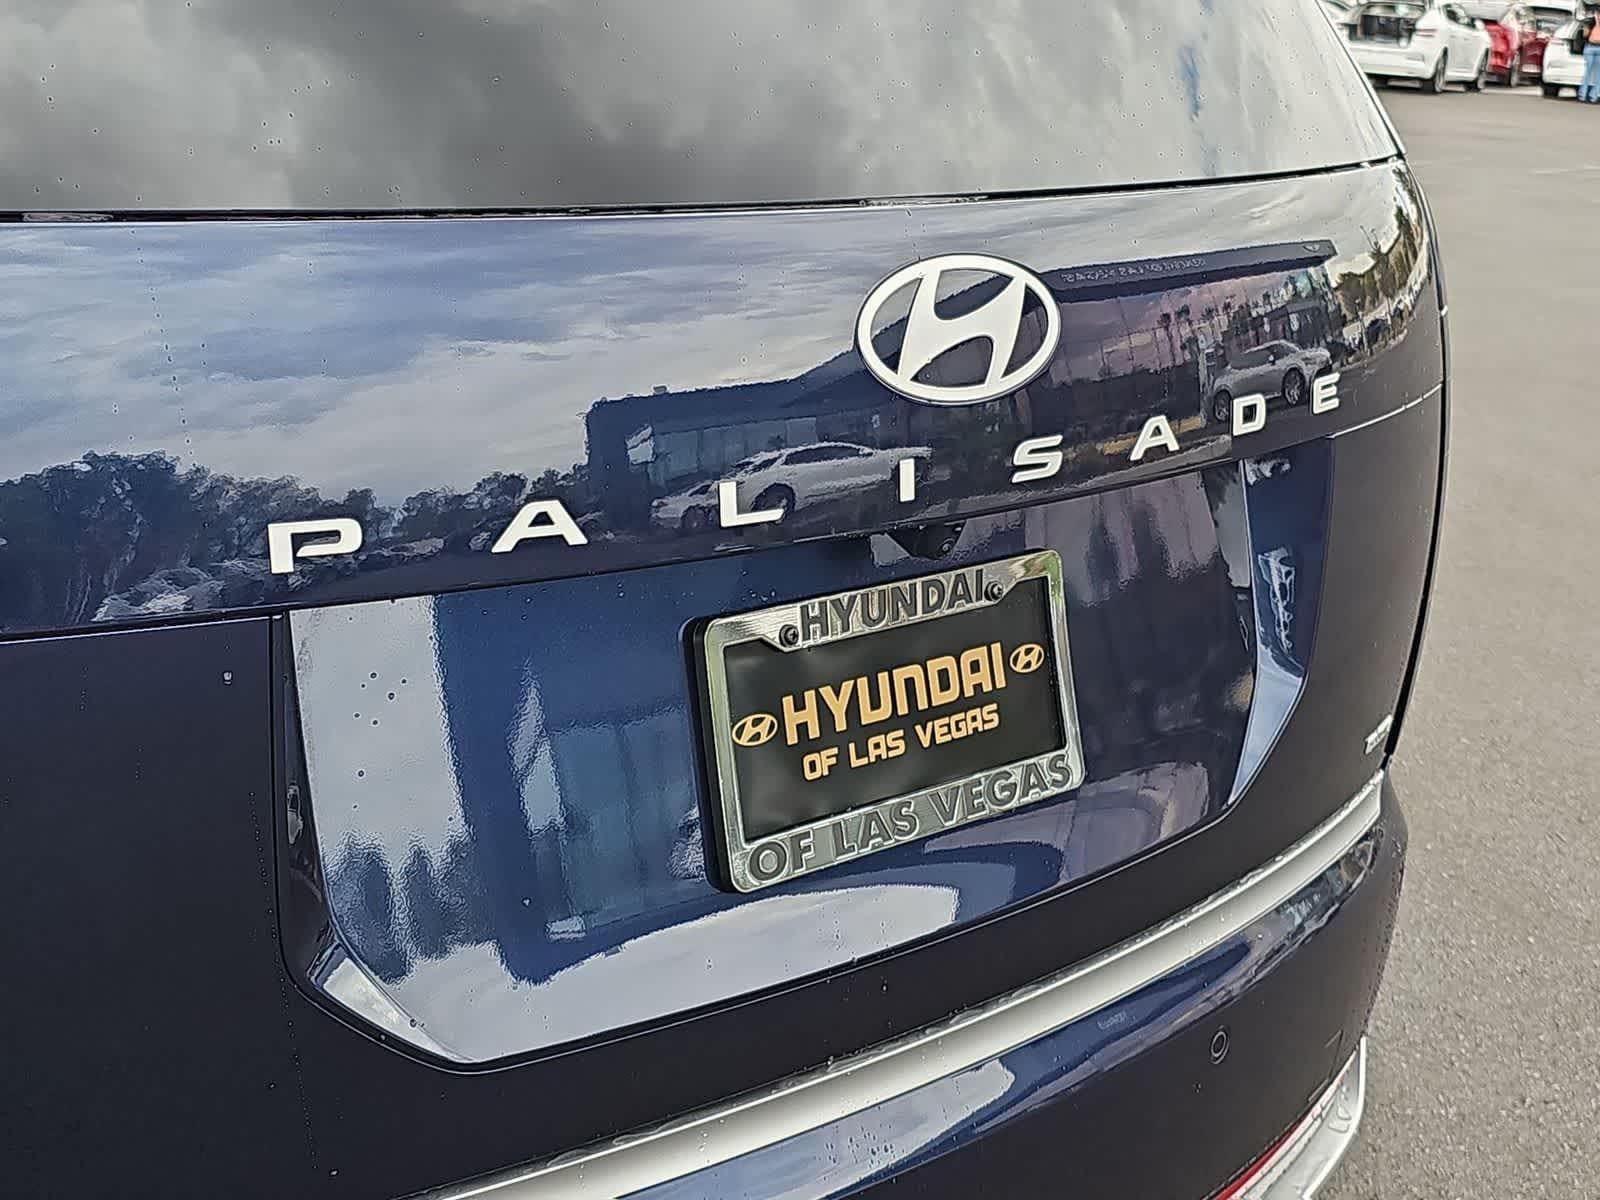 PALISADE
HYUNDAI
HYUNDAI
OF LAS VEGAS
OF LAS VEGAS